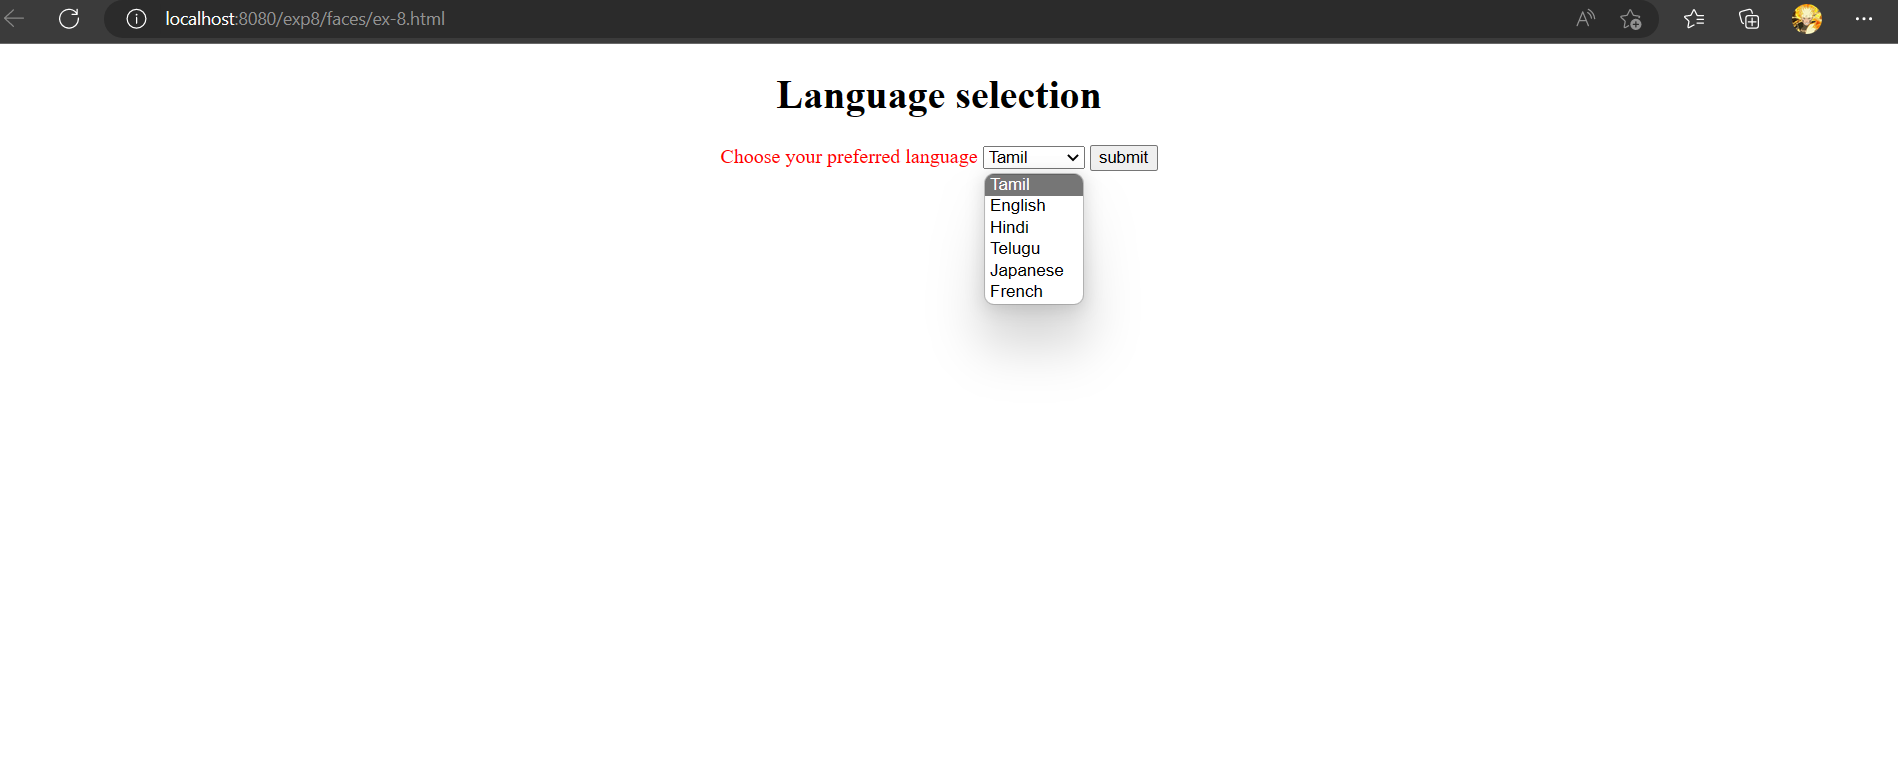 localhost:8080/exp8/faces/ex-8.html
Language selection
Choose your preferred language Tamil submit
Tamil
English
Hindi
Telugu
Japanese
French